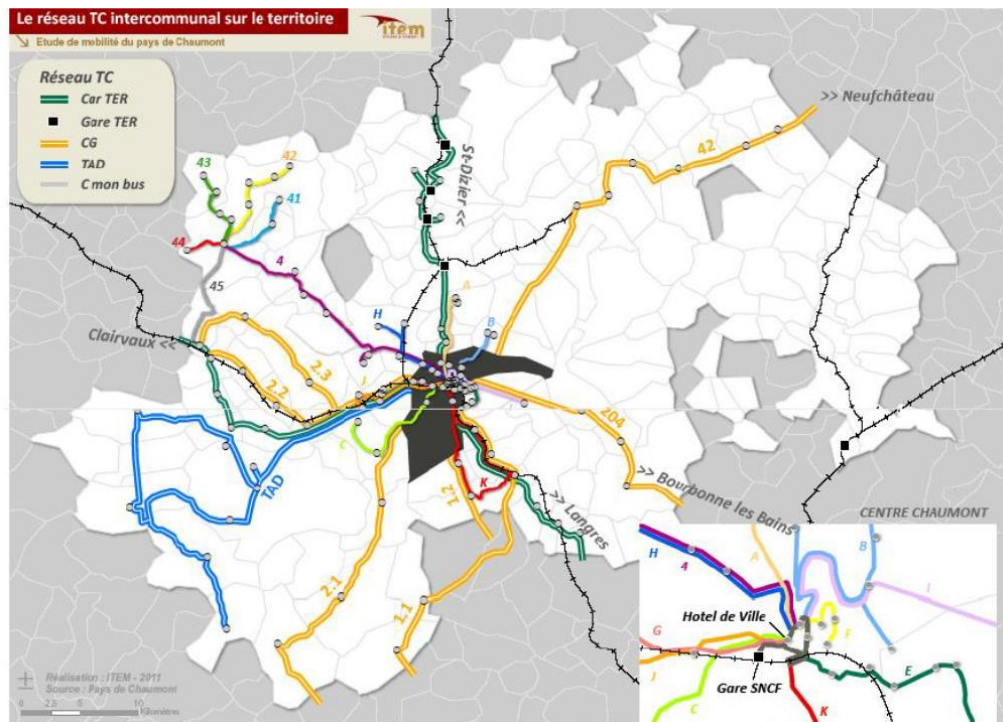 Le réseau TC intercommunal sur le territoire
item
Etude de mobilité du pays de Chaumont
Réseau TC
Car TER
Gare TER
CG
TAD
C mon bus
>> Neufchâteau
42
St-Dizier <<
43
42
41
44
45
4
A
H
B
Clairvaux <<
2.3
2.2
J
I
204
C
TAD
K
1.2
>> Langres
>> Bourbonne les Bains
2.1
1.1
CENTRE CHAUMONT
H
4
A
B
I
Hotel de Ville
G
F
J
Gare SNCF
E
C
K
Réalisation : ITEM - 2011
Source : Pays de Chaumont
0 2,5 5 10
Kilomètres